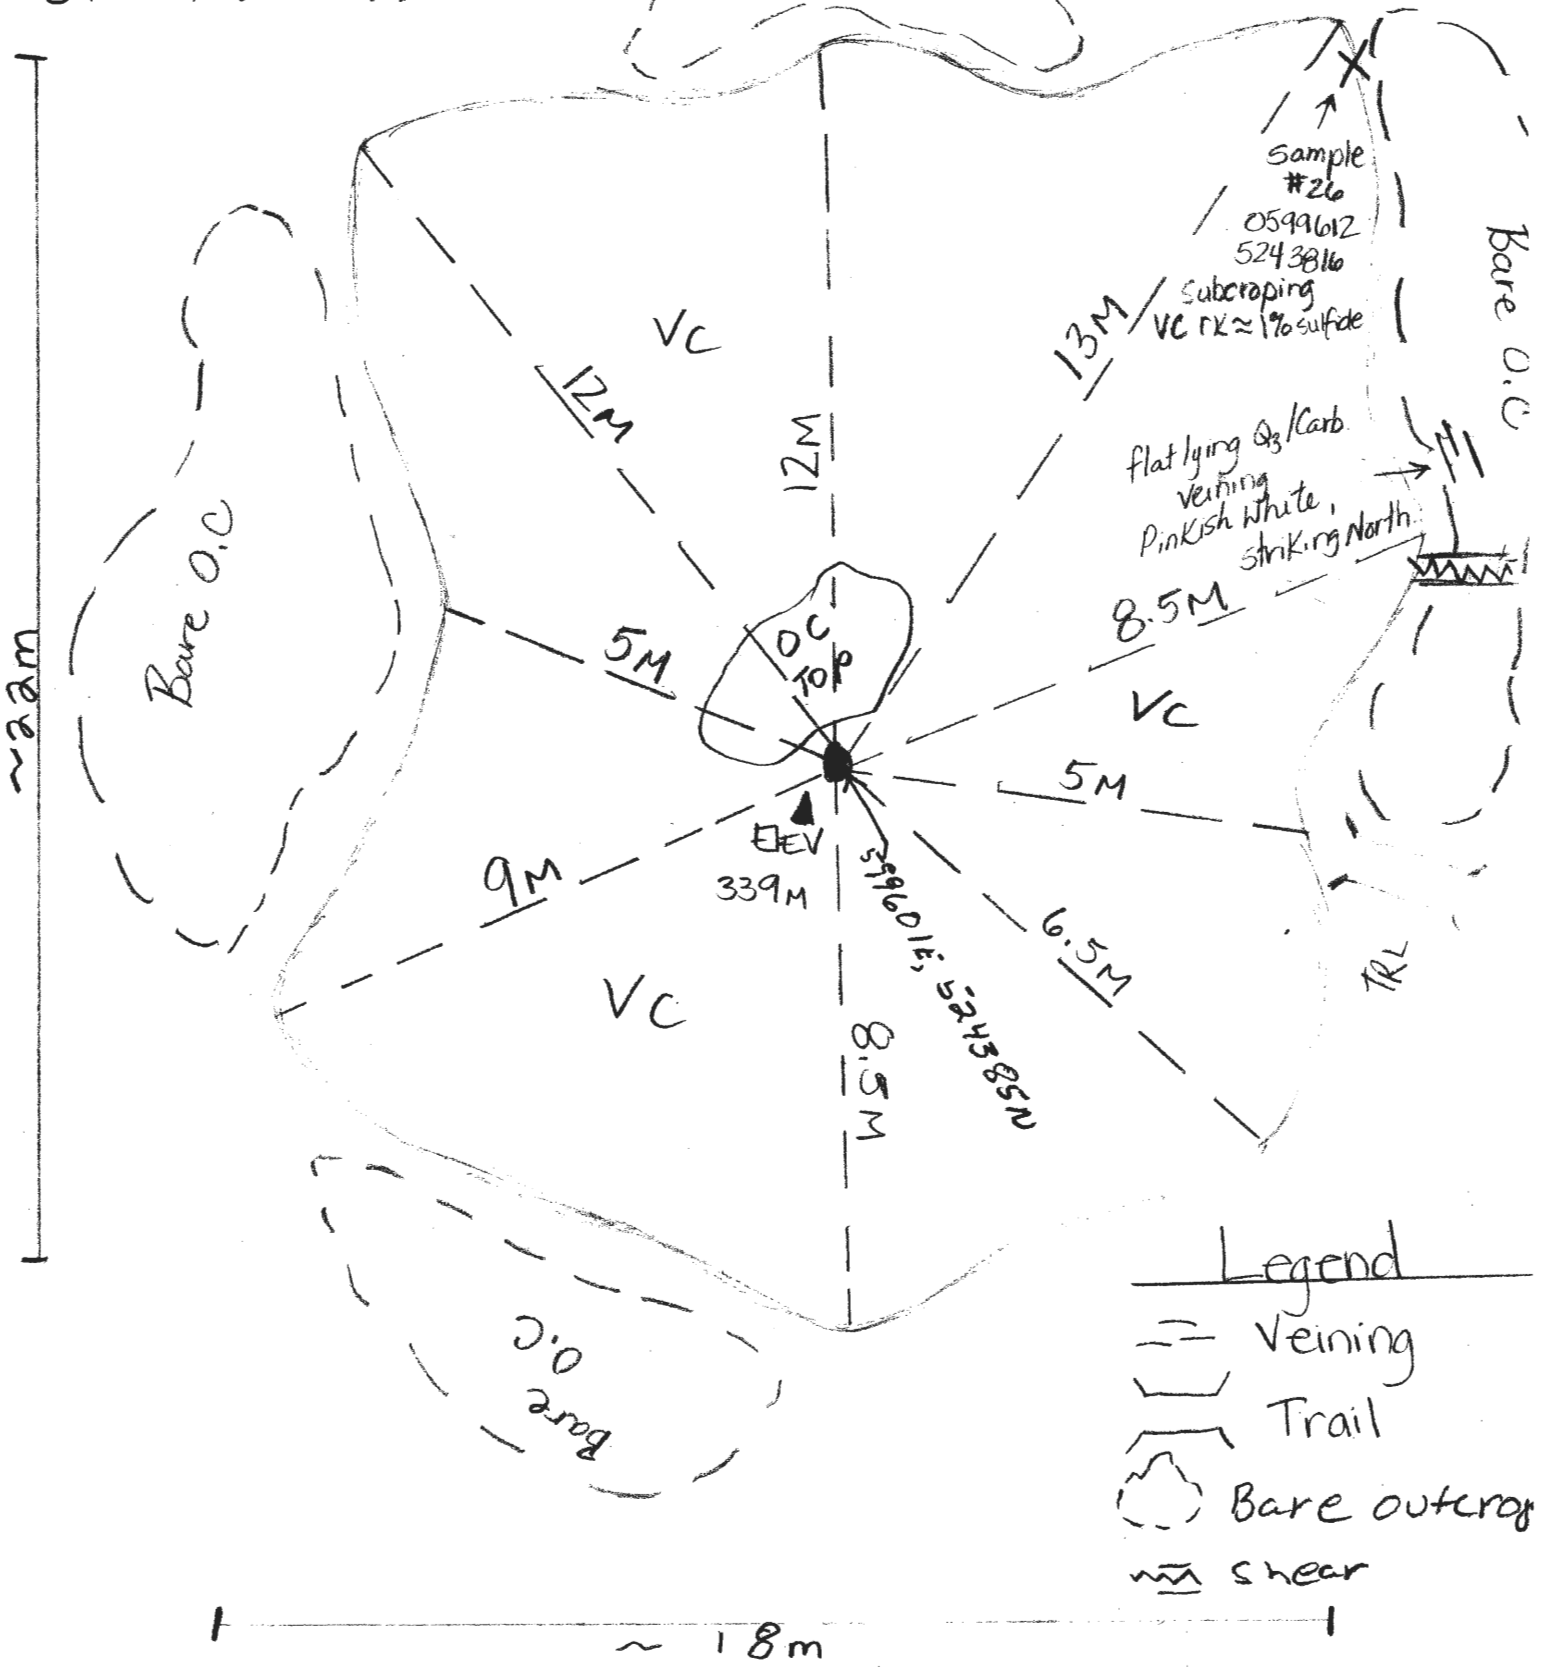 sample
#26
0599612
5243816
subcroping
VC rK≈1% sulfide
Bare O.C
VC
13M
12M
12M
flat lying Qz/Carb
veining
Pinkish White,
striking North
Bare O.C
OC
TOP
8.5M
5M
VC
~22m
5M
ELEV
339M
9M
599601E; 524385N
6.5M
TRL
VC
8.5M
Legend
Veining
Trail
Bare outcrop
shear
Bare
O.C
~ 18m